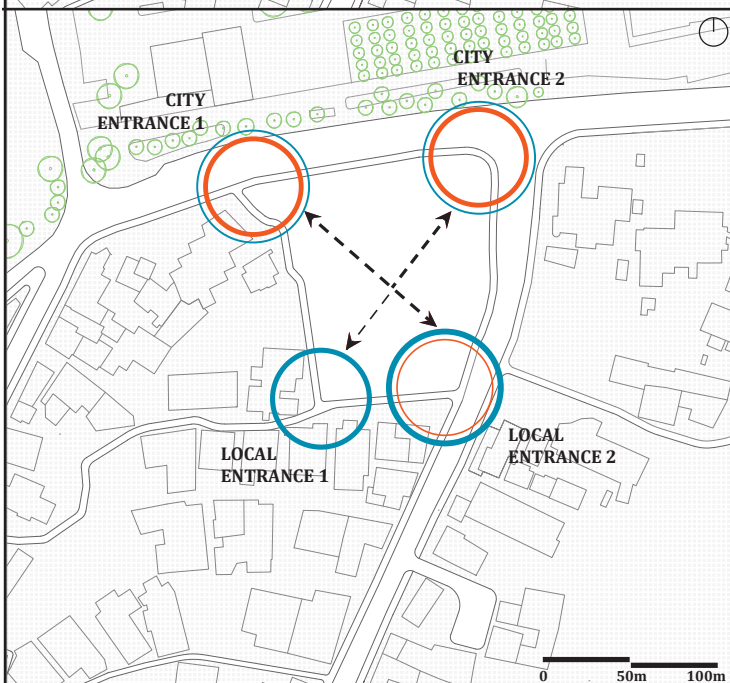 CITY
ENTRANCE 2
CITY
ENTRANCE 1
LOCAL
ENTRANCE 2
LOCAL
ENTRANCE 1
0 50m 100m